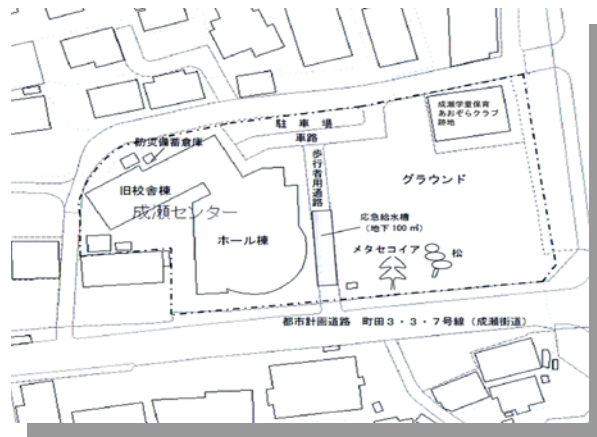 成瀬学童保育
あおぞらクラブ
跡地
駐車場
車路
防災備蓄倉庫
歩行者用通路
グラウンド
旧校舎棟
成瀬センター
応急給水槽
(地下100㎥)
ホール棟
メタセコイア
松
都市計画道路 町田3・3・7号線(成瀬街道)